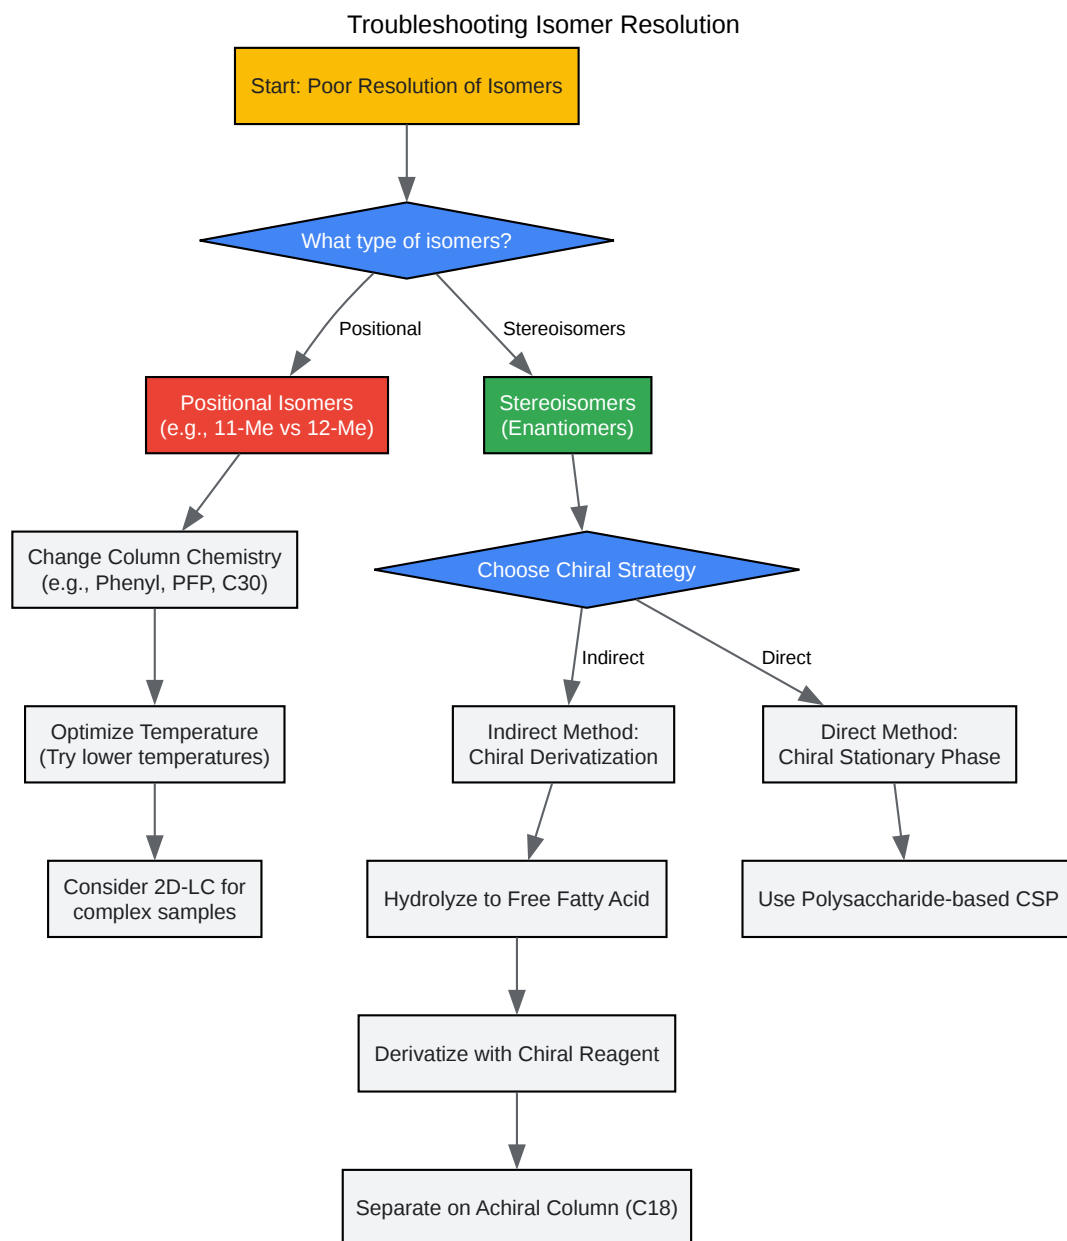 Troubleshooting Isomer Resolution
Start: Poor Resolution of Isomers
What type of isomers?
Positional
Stereoisomers
Positional Isomers
(e.g., 11-Me vs 12-Me)
Stereoisomers
(Enantiomers)
Change Column Chemistry
(e.g., Phenyl, PFP, C30)
Choose Chiral Strategy
Indirect
Direct
Optimize Temperature
(Try lower temperatures)
Indirect Method:
Chiral Derivatization
Direct Method:
Chiral Stationary Phase
Consider 2D-LC for
complex samples
Hydrolyze to Free Fatty Acid
Use Polysaccharide-based CSP
Derivatize with Chiral Reagent
Separate on Achiral Column (C18)